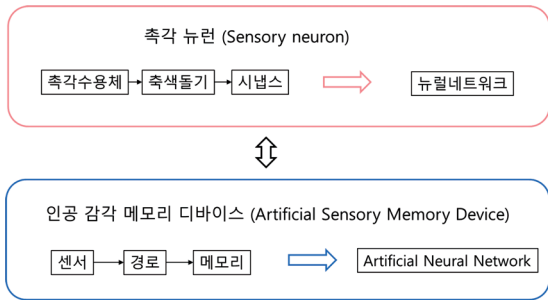 촉각 뉴런 (Sensory neuron)
촉각수용체 축색돌기 시냅스 뉴럴네트워크
인공 감각 메모리 디바이스 (Artificial Sensory Memory Device)
센서 경로 메모리 Artificial Neural Network